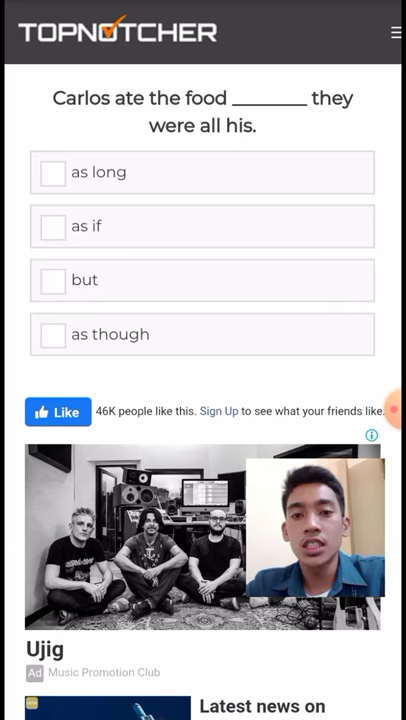 TOPNOTCHER
Carlos ate the food ________ they
were all his.
as long
as if
but
as though
Like
46K people like this. Sign Up to see what your friends like.
Ujig
Ad Music Promotion Club
Latest news on